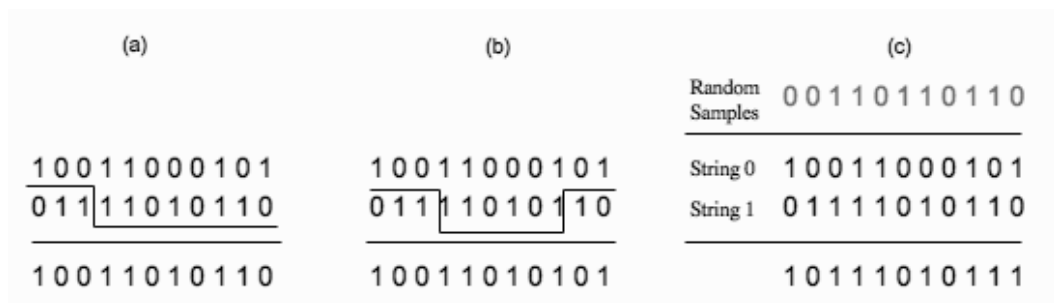 (a)
1 0 0 1 1 0 0 0 1 0 1
0 1 1 1 1 0 1 0 1 1 0
1 0 0 1 1 0 1 0 1 1 0
(b)
1 0 0 1 1 0 0 0 1 0 1
0 1 1 1 1 0 1 0 1 1 0
1 0 0 1 1 0 1 0 1 0 1
(c)
Random Samples 0 0 1 1 0 1 1 0 1 1 0
String 0 1 0 0 1 1 0 0 0 1 0 1
String 1 0 1 1 1 1 0 1 0 1 1 0
1 0 1 1 1 0 1 0 1 1 1